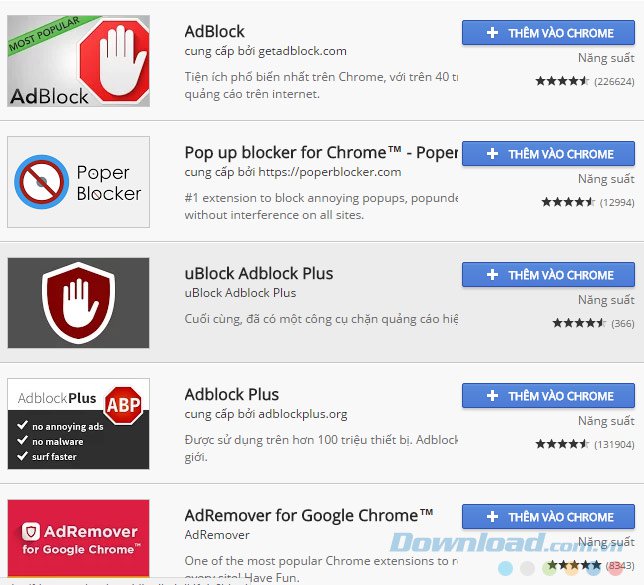 MOST POPULAR
AdBlock
AdBlock
cung cấp bởi getadblock.com
Tiện ích phổ biến nhất trên Chrome, với trên 40 tr
quảng cáo trên internet.
THÊM VÀO CHROME
Năng suất
(226624)
Poper
Blocker
Pop up blocker for Chrome™ - Poper
cung cấp bởi https://poperblocker.com
#1 extension to block annoying popups, popunde
without interference on all sites.
THÊM VÀO CHROME
Năng suất
(12994)
uBlock Adblock Plus
uBlock Adblock Plus
Cuối cùng, đã có một công cụ chặn quảng cáo hiệ
THÊM VÀO CHROME
Năng suất
(366)
AdblockPlus
ABP
no annoying ads
no malware
surf faster
Adblock Plus
cung cấp bởi adblockplus.org
Được sử dụng trên hơn 100 triệu thiết bị. Adblock
giới.
THÊM VÀO CHROME
Năng suất
(131904)
AdRemover
for Google Chrome™
AdRemover for Google Chrome™
AdRemover
One of the most popular Chrome extensions to r
every site! Have Fun.
THÊM VÀO CHROME
Năng suất
(8343)
Download.com.vn